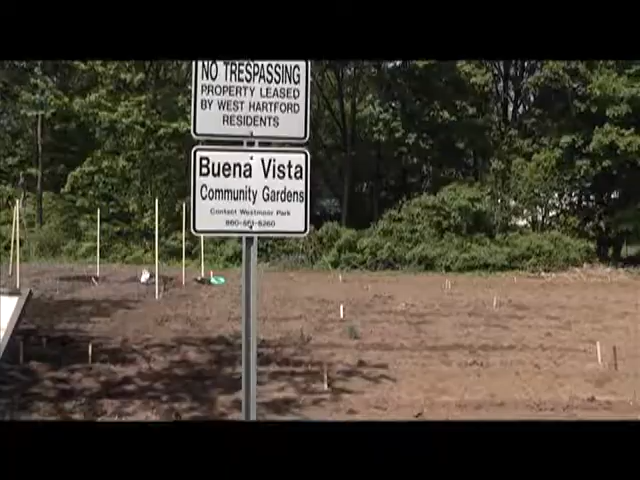 NO TRESPASSING
PROPERTY LEASED
BY WEST HARTFORD
RESIDENTS
Buena Vista
Community Gardens
Contact Westmoor Park